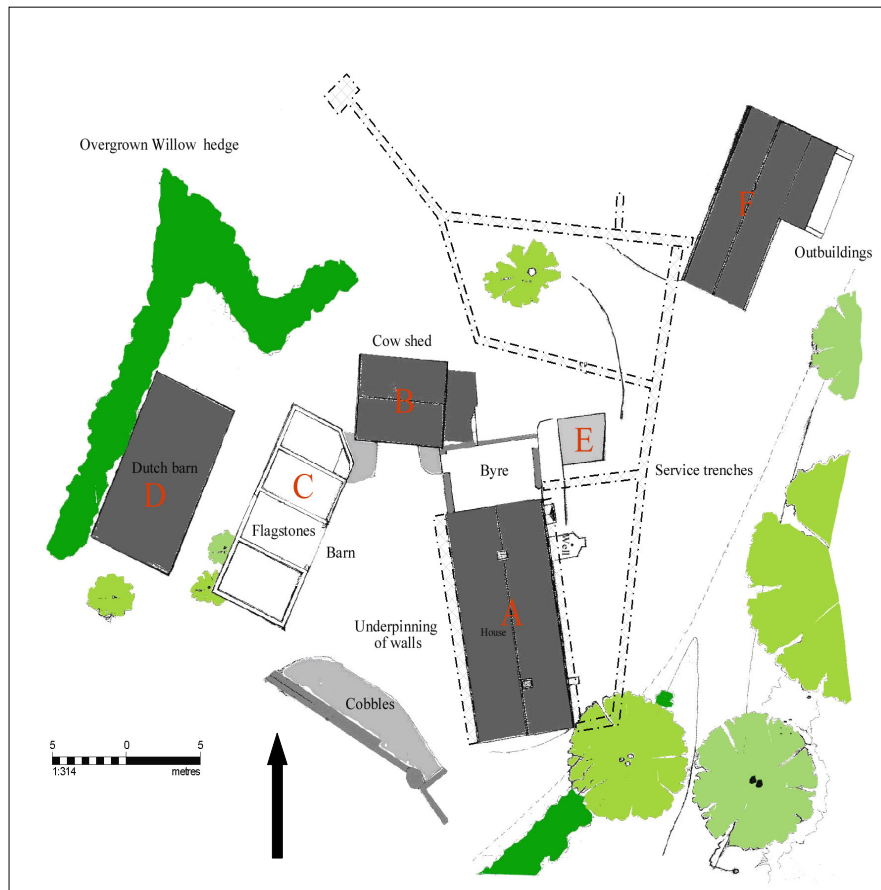 Overgrown Willow hedge
F
Outbuildings
Cow shed
B
E
Byre
Service trenches
Dutch barn
D
C
Flagstones
Barn
Well
A
House
Underpinning
of walls
Cobbles
5 0 5
1:314 metres